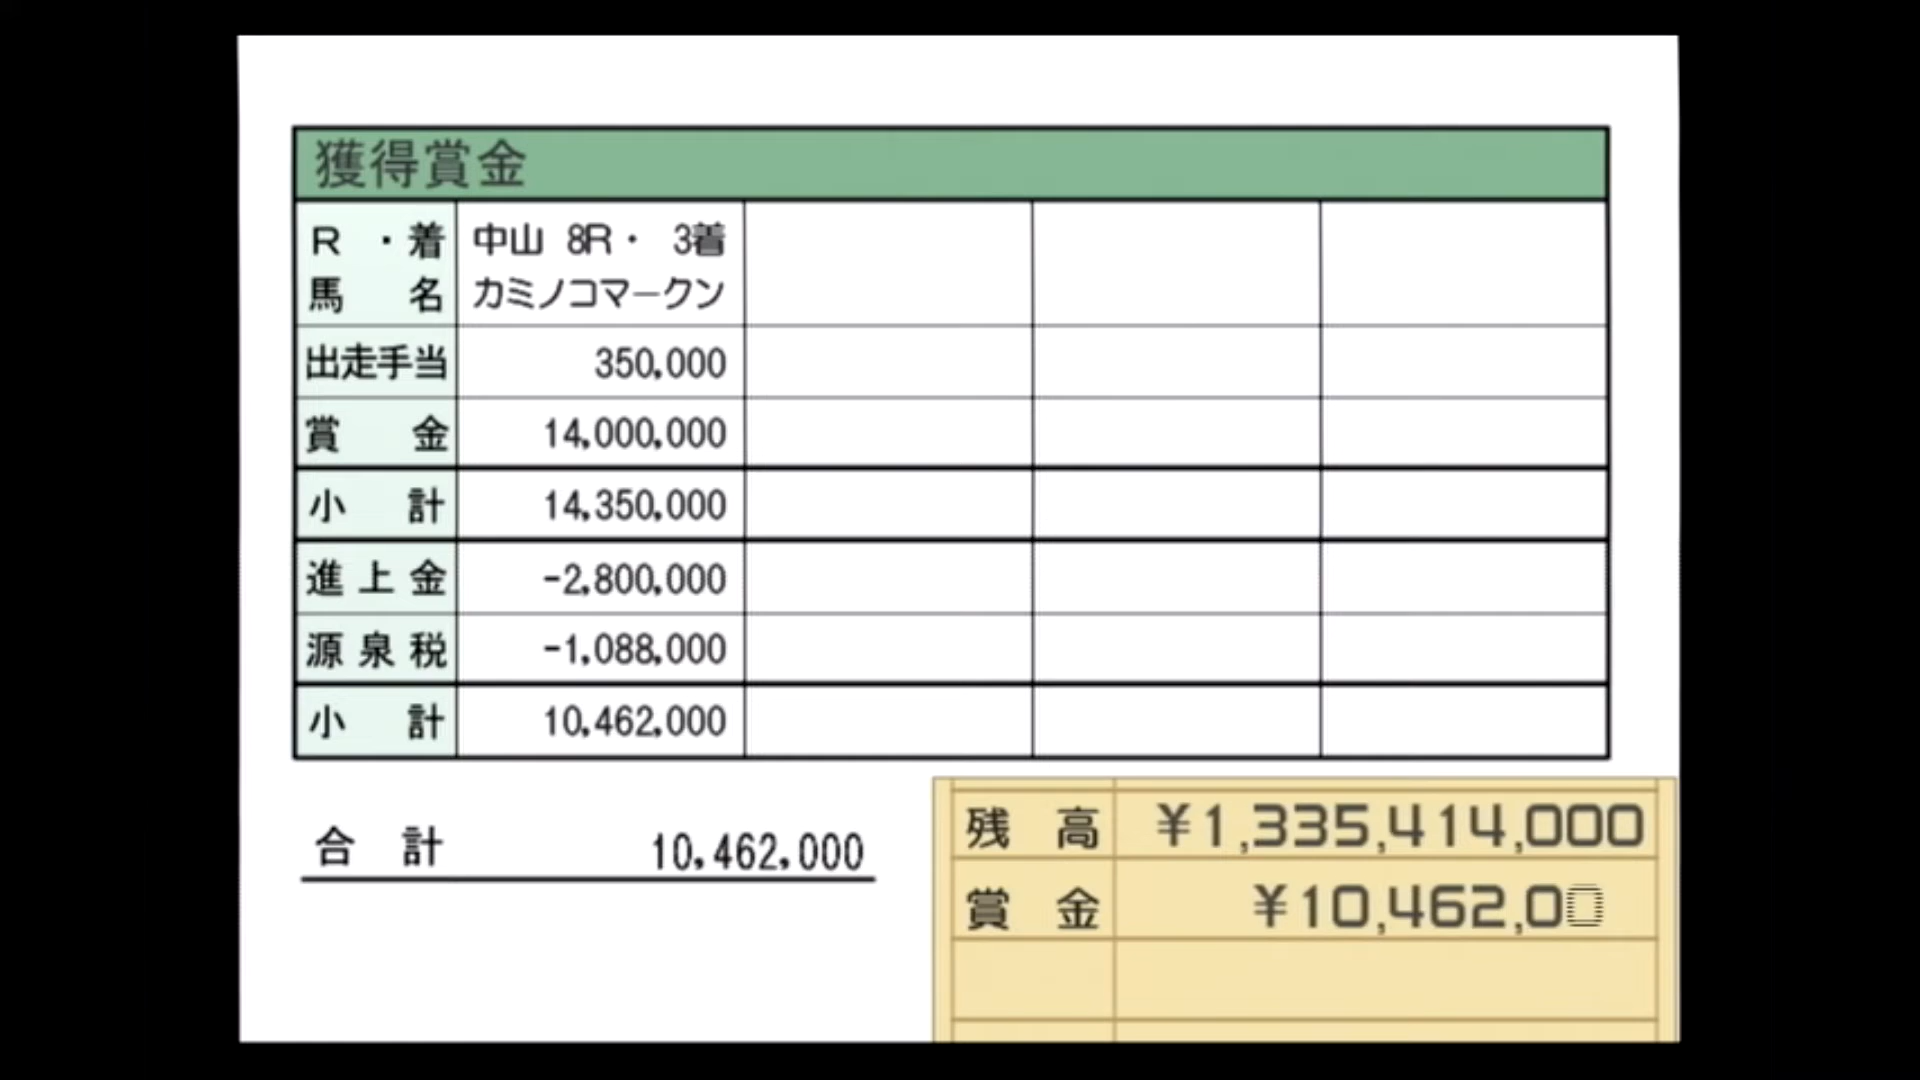 獲得賞金
R ・着 中山 8R・ 3着
馬 名 カミノコマークン
出走手当 350,000
賞 金 14,000,000
小 計 14,350,000
進上金 -2,800,000
源泉税 -1,088,000
小 計 10,462,000
合 計 10,462,000
残 高 ¥1,335,414,000
賞 金 ¥10,462,00